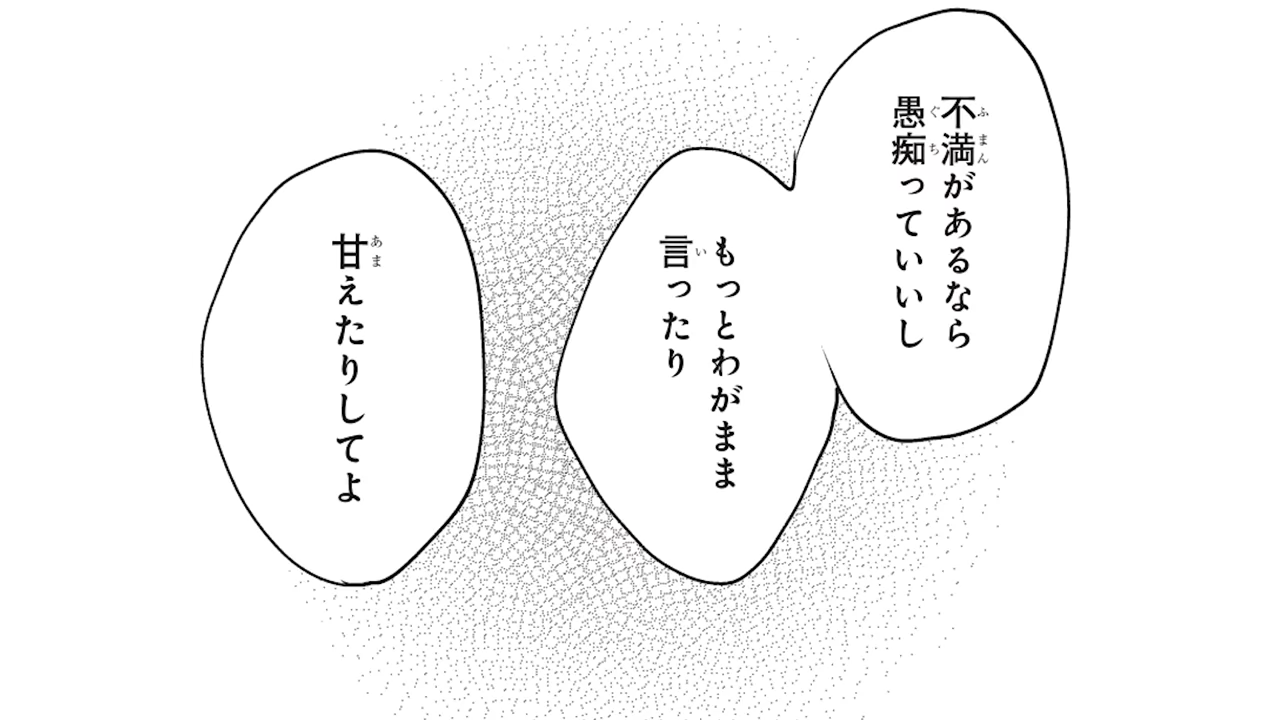 不満があるなら
愚痴っていいし
もっとわがまま
言ったり
甘えたりしてよ